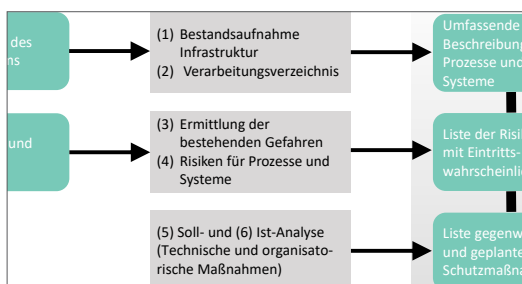 des
ns
(1) Bestandsaufnahme
Infrastruktur
(2) Verarbeitungsverzeichnis
Umfassende
Beschreibung
Prozesse und
Systeme
und
(3) Ermittlung der
bestehenden Gefahren
(4) Risiken für Prozesse und
Systeme
Liste der Risi
mit Eintritts-
wahrscheinli
(5) Soll- und (6) Ist-Analyse
(Technische und organisato-
rische Maßnahmen)
Liste gegenw
und geplante
Schutzmaßna